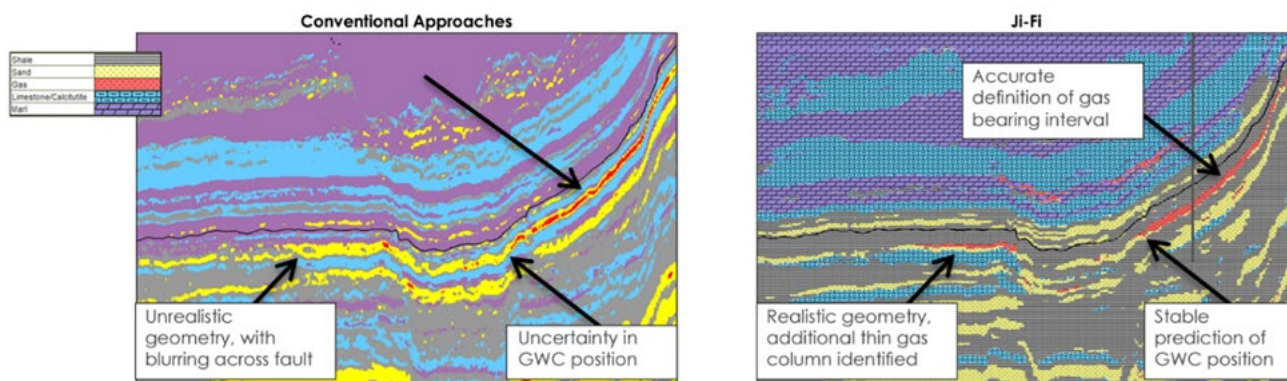 Conventional Approaches
Ji-Fi
Shale
Sand
Gas
Limestone/Calcitutite
Marl
Accurate
definition of gas
bearing interval
Unrealistic
geometry, with
blurring across fault
Uncertainty in
GWC position
Realistic geometry,
additional thin gas
column identified
Stable
prediction of
GWC position